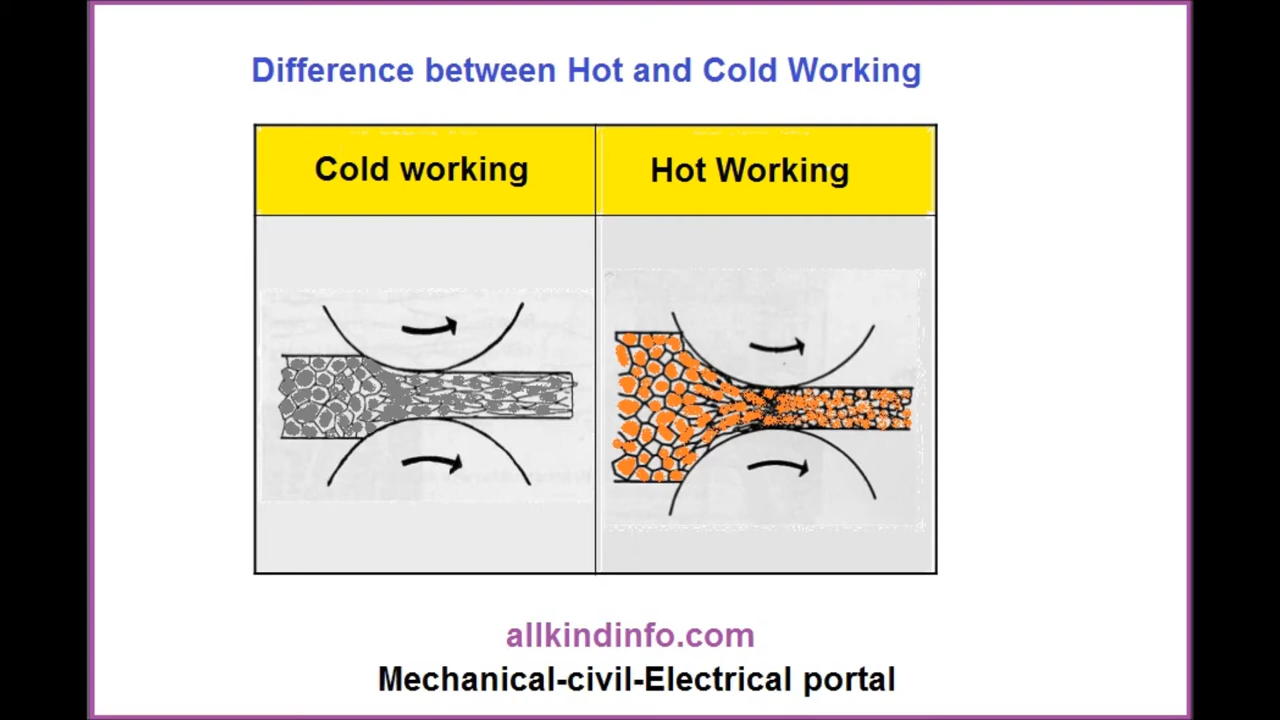 Difference between Hot and Cold Working
Cold working
Hot Working
allkindinfo.com
Mechanical-civil-Electrical portal